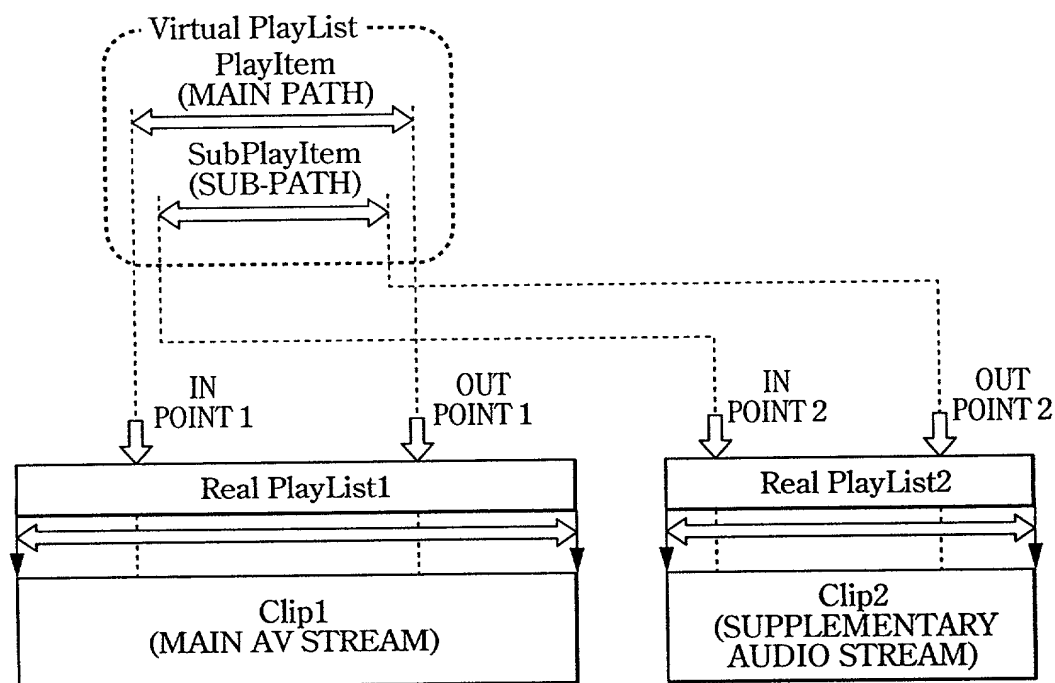 Virtual PlayList
PlayItem
(MAIN PATH)
SubPlayItem
(SUB-PATH)
IN
POINT 1
OUT
POINT 1
IN
POINT 2
OUT
POINT 2
Real PlayList1
Real PlayList2
Clip1
(MAIN AV STREAM)
Clip2
(SUPPLEMENTARY
AUDIO STREAM)